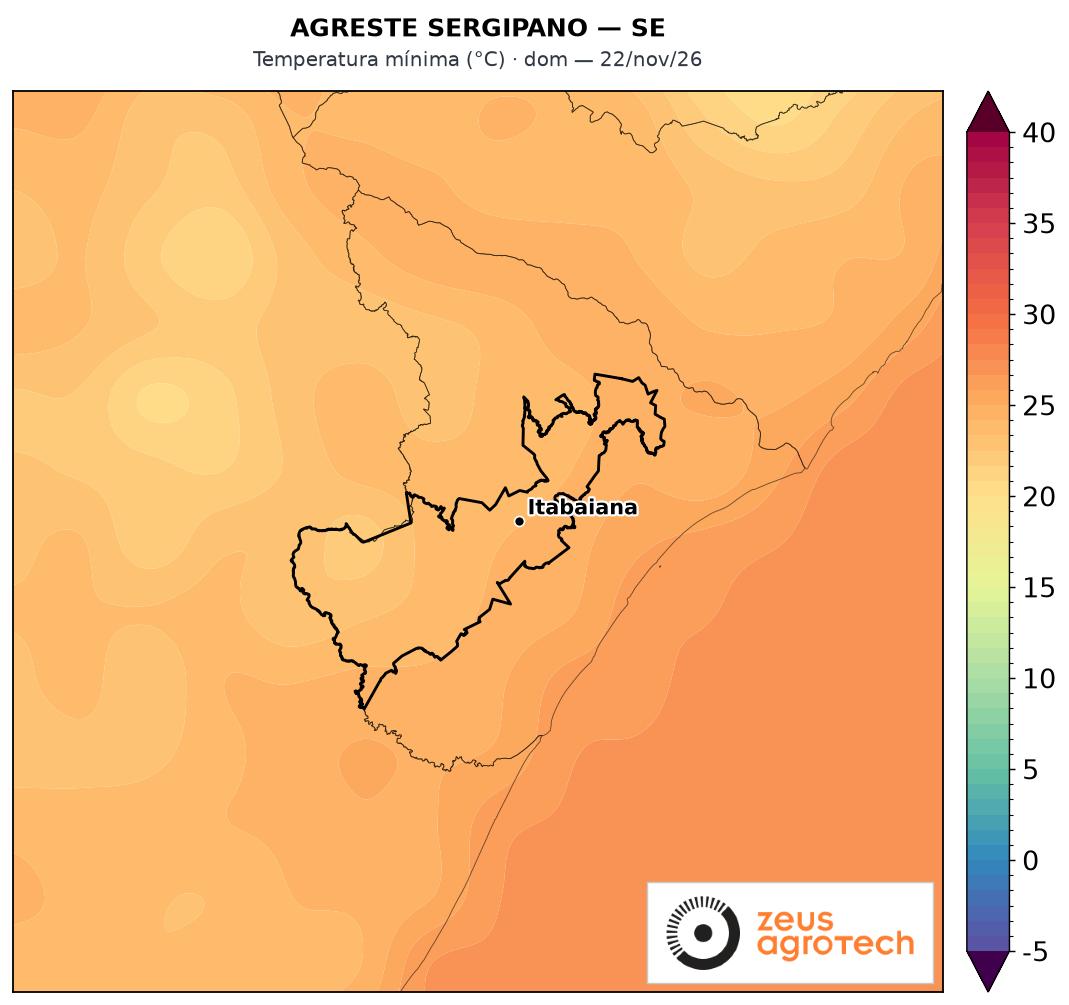 AGRESTE SERGIPANO — SE
Temperatura mínima (°C) · dom — 22/nov/26
40
35
30
25
20
15
10
5
0
-5
Itabaiana
zeus
agrotech